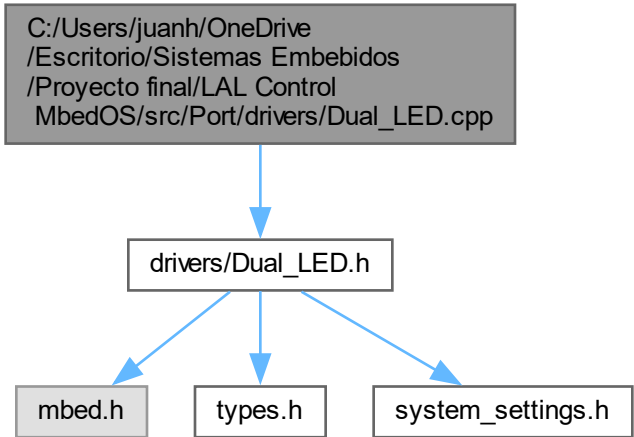 C:/Users/juanh/OneDrive
/Escritorio/Sistemas Embebidos
/Proyecto final/LAL Control
MbedOS/src/Port/drivers/Dual_LED.cpp
drivers/Dual_LED.h
mbed.h
types.h
system_settings.h